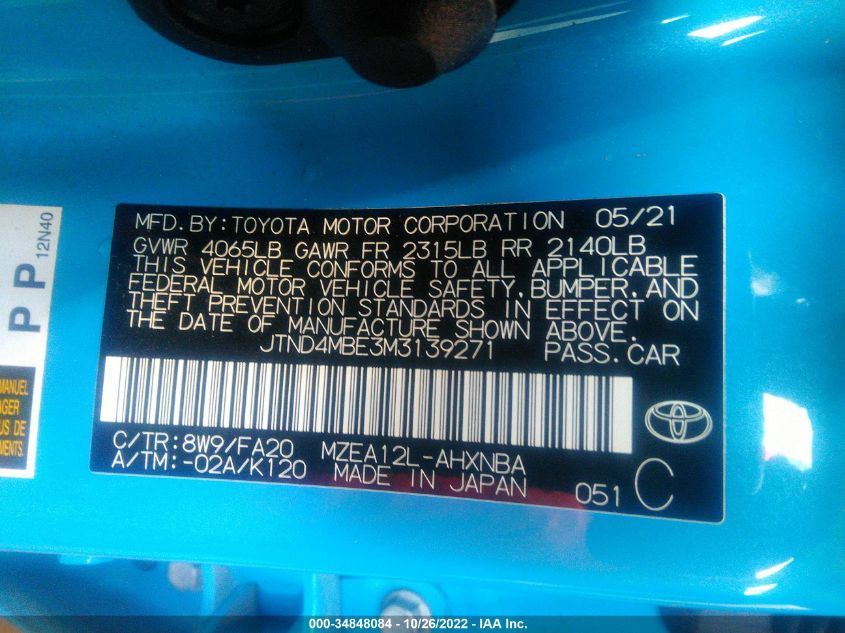 MFD.BY:TOYOTA MOTOR CORPORATION 05/21
GVWR 4065LB GAWR FR 2315LB RR 2140LB
THIS VEHICLE CONFORMS TO ALL APPLICABLE
FEDERAL MOTOR VEHICLE SAFETY,BUMPER,AND
THEFT PREVENTION STANDARDS IN EFFECT ON
THE DATE OF MANUFACTURE SHOWN ABOVE.
JTND4MBE3M3139271 PASS.CAR
C/TR:8W9/FA20 MZEA12L-AHXNBA
A/TM:-02A/K120 MADE IN JAPAN 051 C
P P
12N40
MANUEL
US DE
EMENTS.
000-34848084 - 10/26/2022 - IAA Inc.